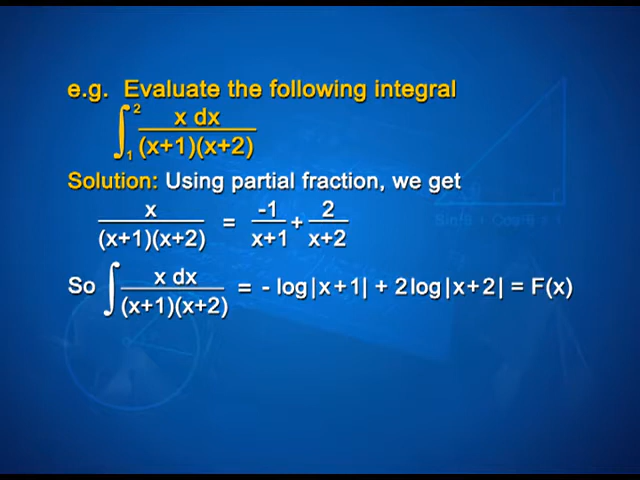 e.g. Evaluate the following integral
∫₁² x dx / (x+1)(x+2)
Solution: Using partial fraction, we get
x / (x+1)(x+2) = -1 / x+1 + 2 / x+2
So ∫ x dx / (x+1)(x+2) = - log|x+1| + 2log|x+2| = F(x)